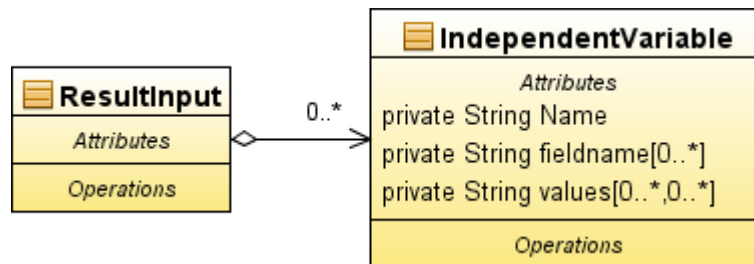 ResultInput
Attributes
Operations
0..*
IndependentVariable
Attributes
private String Name
private String fieldname[0..*]
private String values[0..*,0..*]
Operations